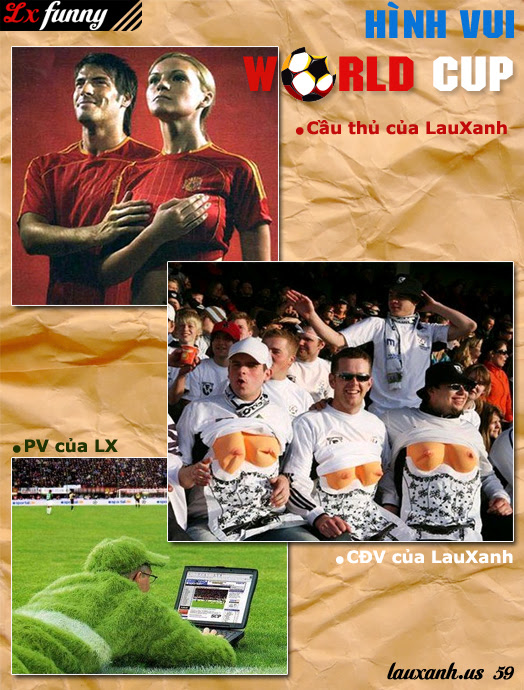 Lx funny
HÌNH VUI
WORLD CUP
Cầu thủ của LauXanh
PV của LX
CĐV của LauXanh
lauxanh.us 59